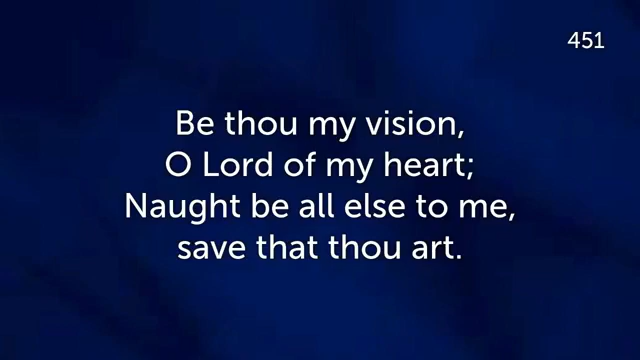 451
Be thou my vision,
O Lord of my heart;
Naught be all else to me,
save that thou art.